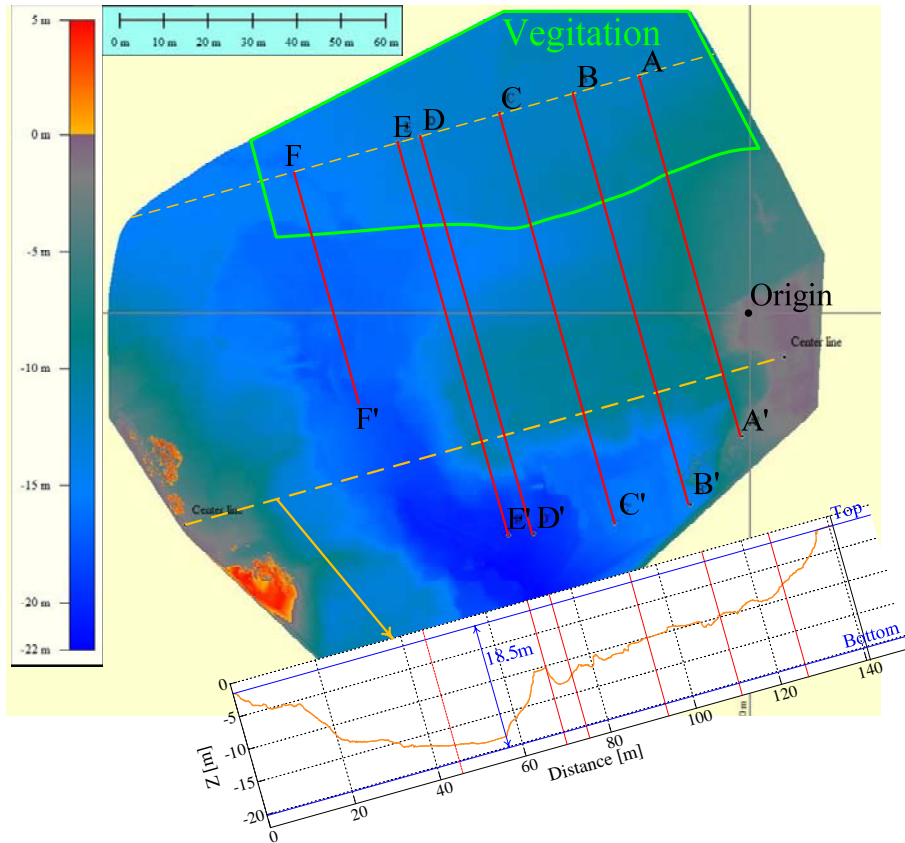 5 m
0 m
-5 m
-10 m
-15 m
-20 m
-22 m
0 m 10 m 20 m 30 m 40 m 50 m 60 m
Vegitation
A
B
C
D
E
F
Origin
Center line
F'
A'
B'
C'
D'
E'
Center line
Top
18.5m
Bottom
0
-5
-10
-15
-20
Z [m]
0 20 40 60 80 100 120 140
Distance [m]
0 m